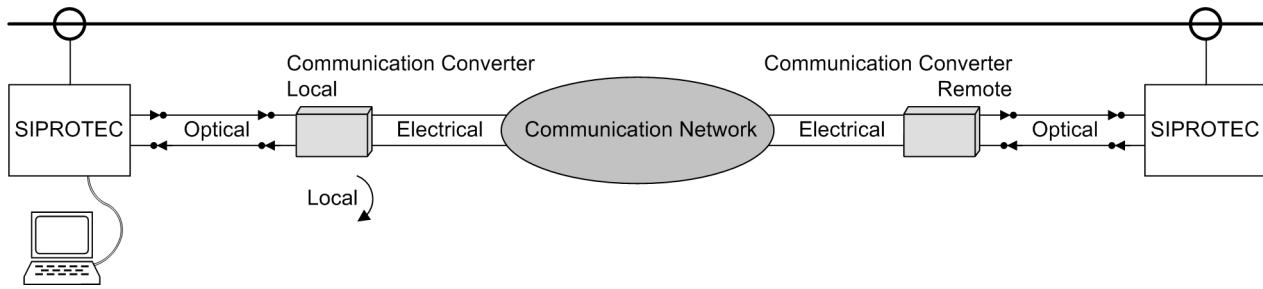 Communication Converter
Local
Communication Converter
Remote
SIPROTEC
Optical
Electrical
Communication Network
Electrical
Optical
SIPROTEC
Local